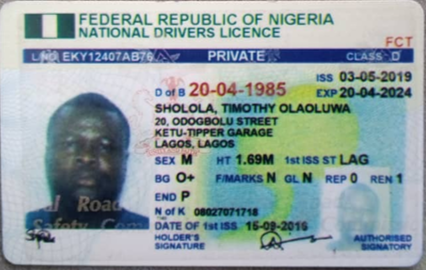 FEDERAL REPUBLIC OF NIGERIA
NATIONAL DRIVERS LICENCE
FCT
L/NO EKY12407AB76 PRIVATE CLASS D
ISS 03-05-2019
D of B 20-04-1985 EXP 20-04-2024
SHOLOLA, TIMOTHY OLAOLUWA
20, ODOGBOLU STREET
KETU-TIPPER GARAGE
LAGOS, LAGOS
SEX M HT 1.69M 1st ISS ST LAG
BG O+ F/MARKS N GL N REP 0 REN 1
END P
N of K 08027071718
DATE OF 1st ISS 15-09-2016
HOLDER'S
SIGNATURE
AUTHORISED
SIGNATORY
Road
Safety